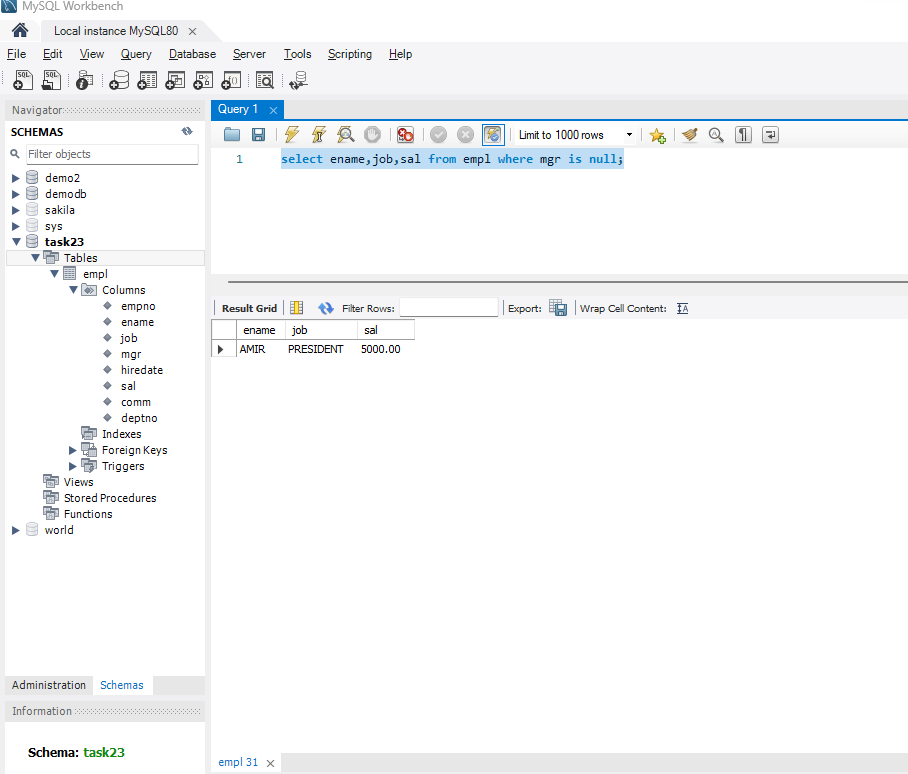 MySQL Workbench
Local instance MySQL80
File Edit View Query Database Server Tools Scripting Help
Navigator
SCHEMAS
Filter objects
demo2
demodb
sakila
sys
task23
Tables
empl
Columns
empno
ename
job
mgr
hiredate
sal
comm
deptno
Indexes
Foreign Keys
Triggers
Views
Stored Procedures
Functions
world
Administration Schemas
Information
Schema: task23
Query 1
Limit to 1000 rows
1 select ename,job,sal from empl where mgr is null;
Result Grid Filter Rows: Export: Wrap Cell Content:
ename job sal
AMIR PRESIDENT 5000.00
empl 31